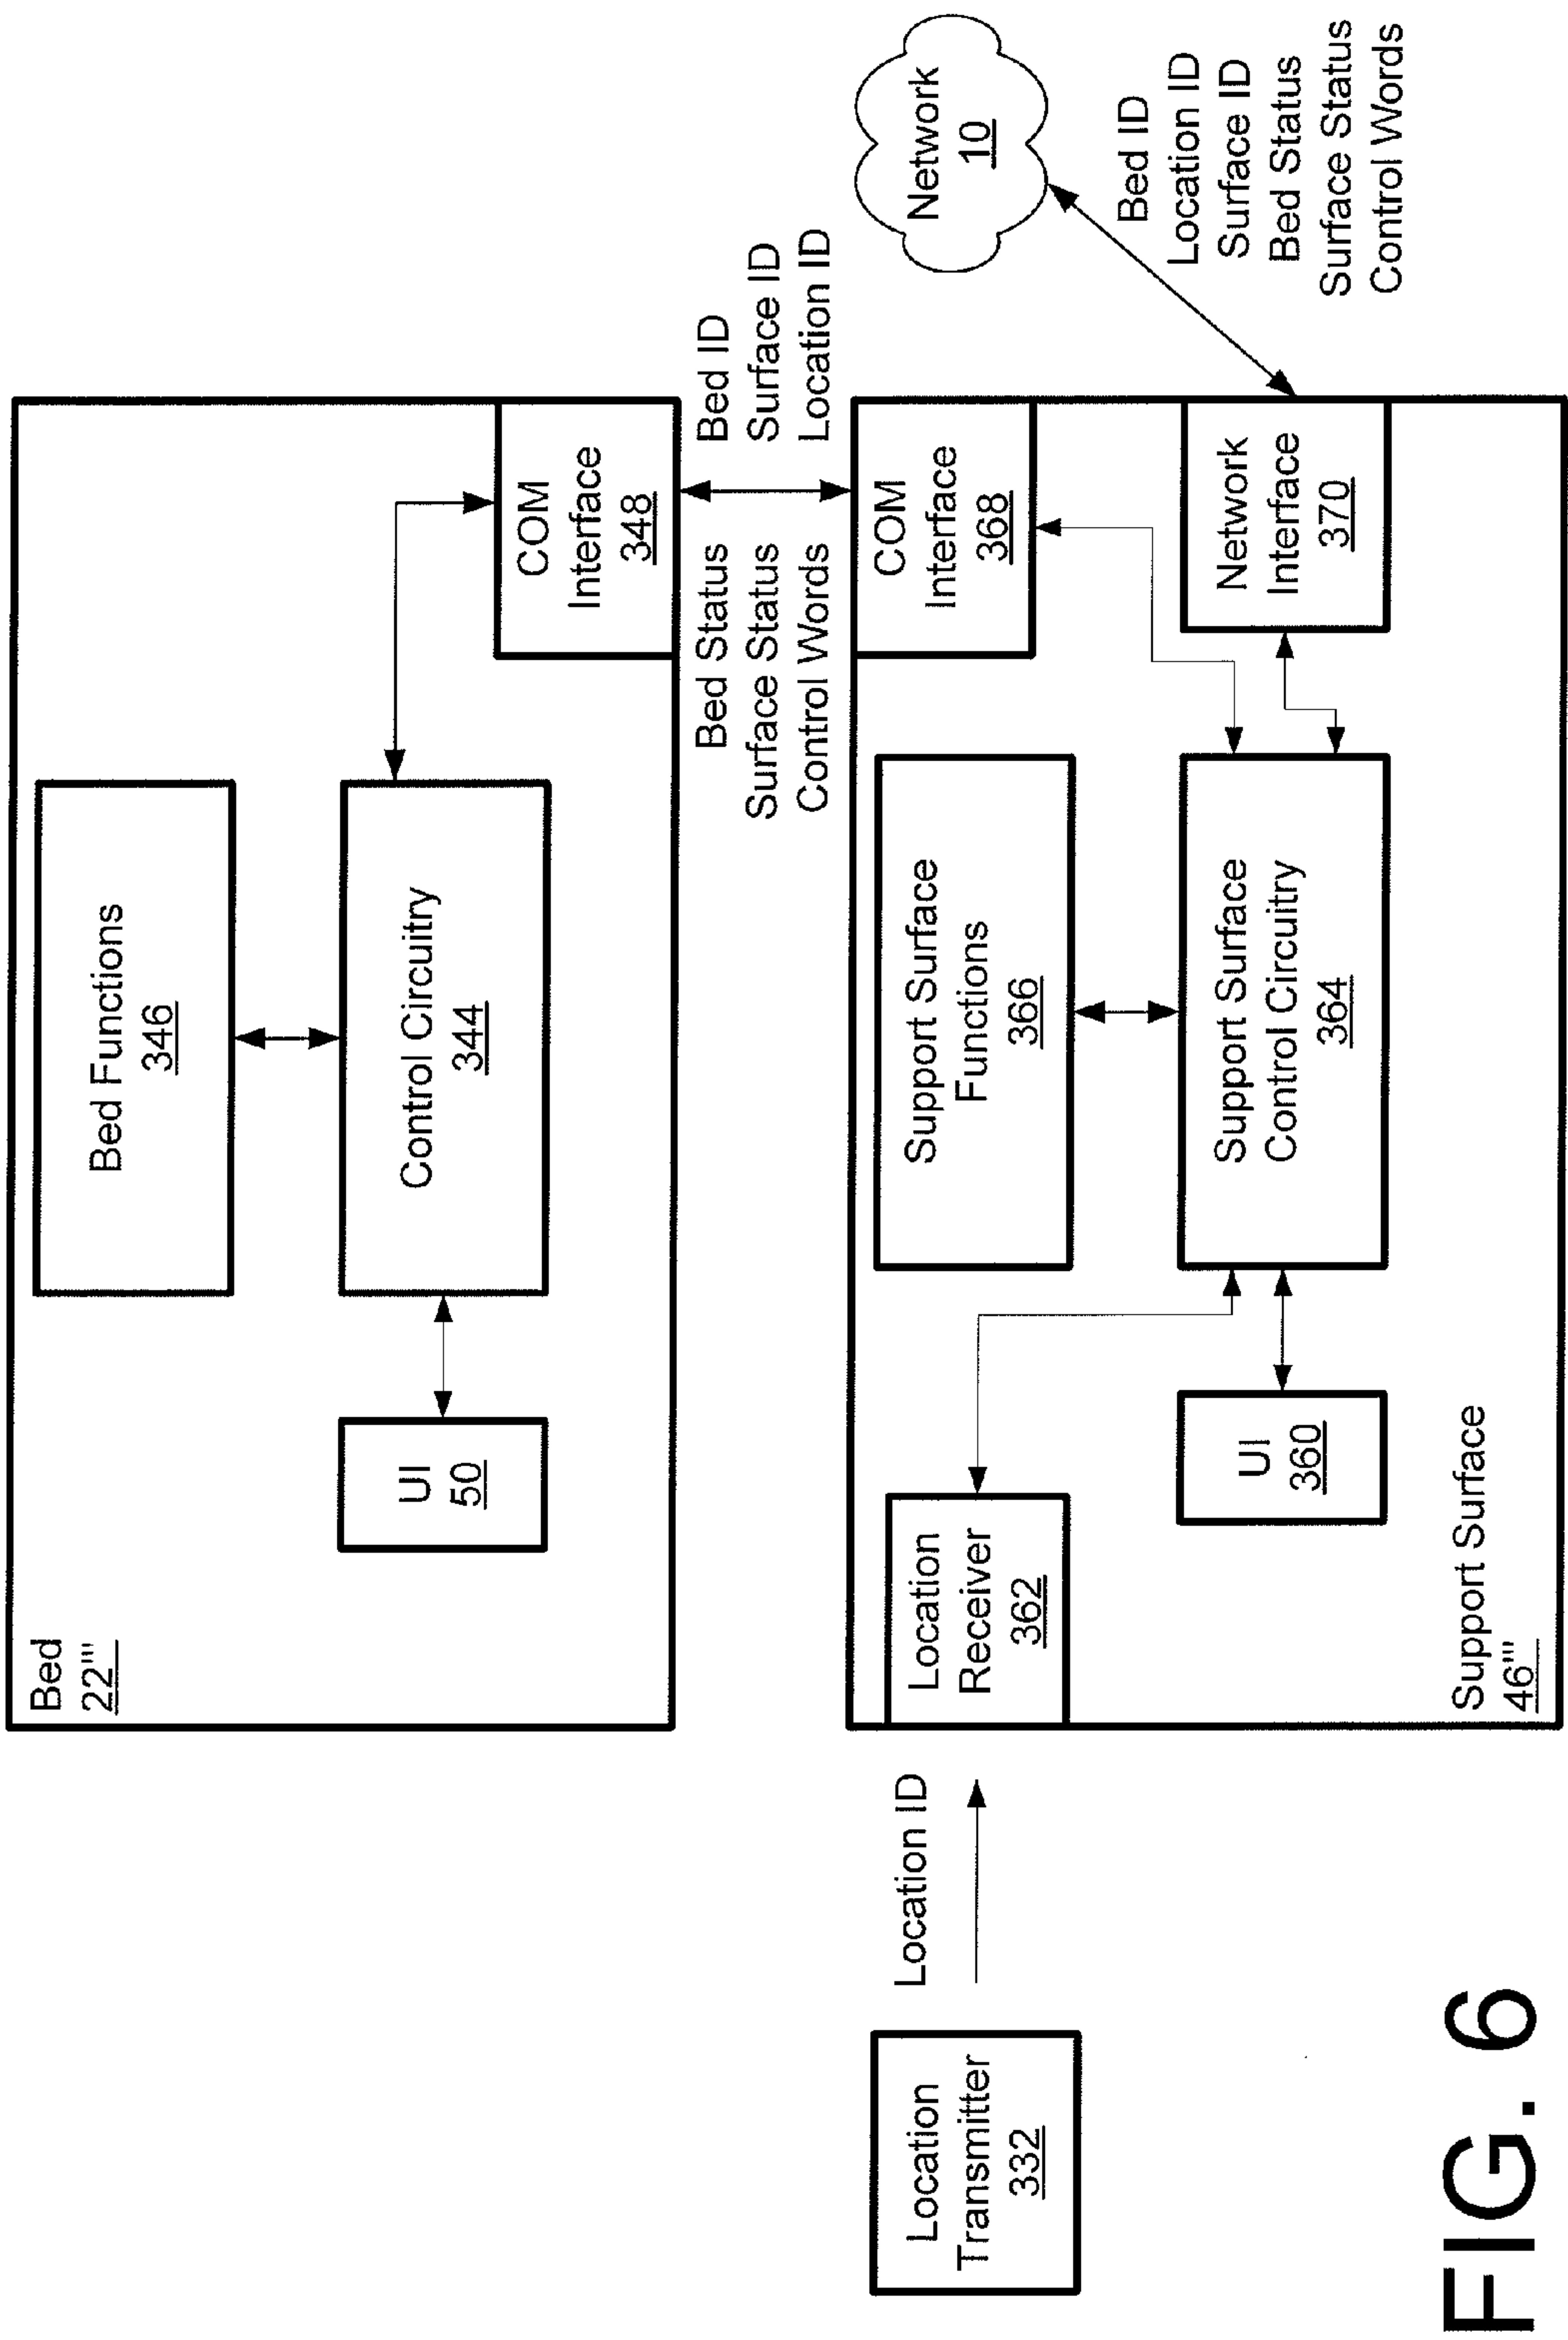 Bed
22'''
Bed Functions
346
UI
50
Control Circuitry
344
COM
Interface
348
Bed Status
Surface Status
Control Words
Bed ID
Surface ID
Location ID
Location
Transmitter
332
Location ID
Location
Receiver
362
Support Surface
Functions
366
COM
Interface
368
UI
360
Support Surface
Control Circuitry
364
Network
Interface
370
Support Surface
46'''
Network
10
Bed ID
Location ID
Surface ID
Bed Status
Surface Status
Control Words
FIG. 6